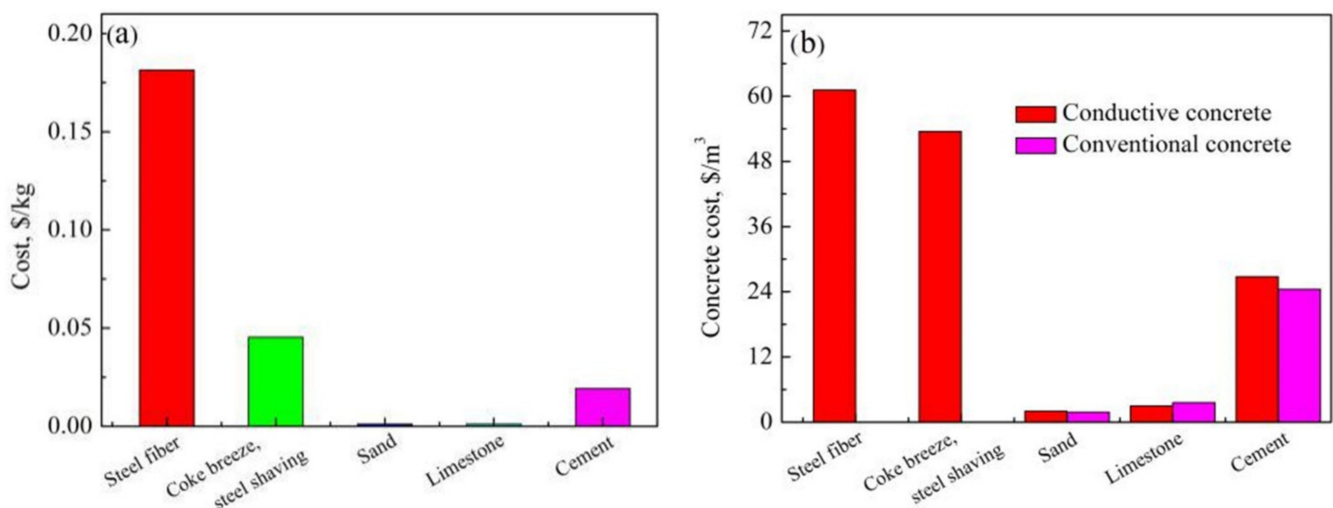 (a)
0.20
0.15
0.10
0.05
0.00
Cost, $/kg
Steel fiber
Coke breeze,
steel shaving
Sand
Limestone
Cement
(b)
72
60
48
36
24
12
0
Concrete cost, $/m³
Conductive concrete
Conventional concrete
Steel fiber
Coke breeze,
steel shaving
Sand
Limestone
Cement